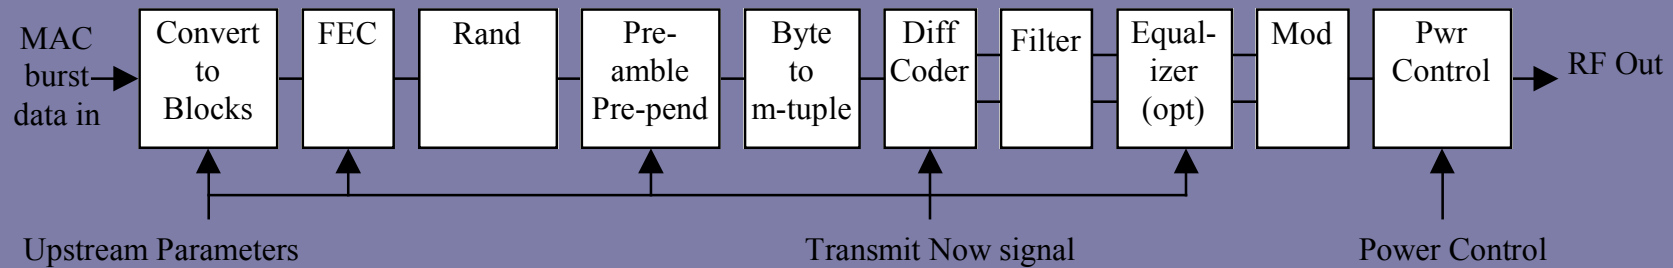 MAC
burst
data in
Convert
to
Blocks
FEC
Rand
Pre-
amble
Pre-pend
Byte
to
m-tuple
Diff
Coder
Filter
Equal-
izer
(opt)
Mod
Pwr
Control
RF Out
Upstream Parameters
Transmit Now signal
Power Control